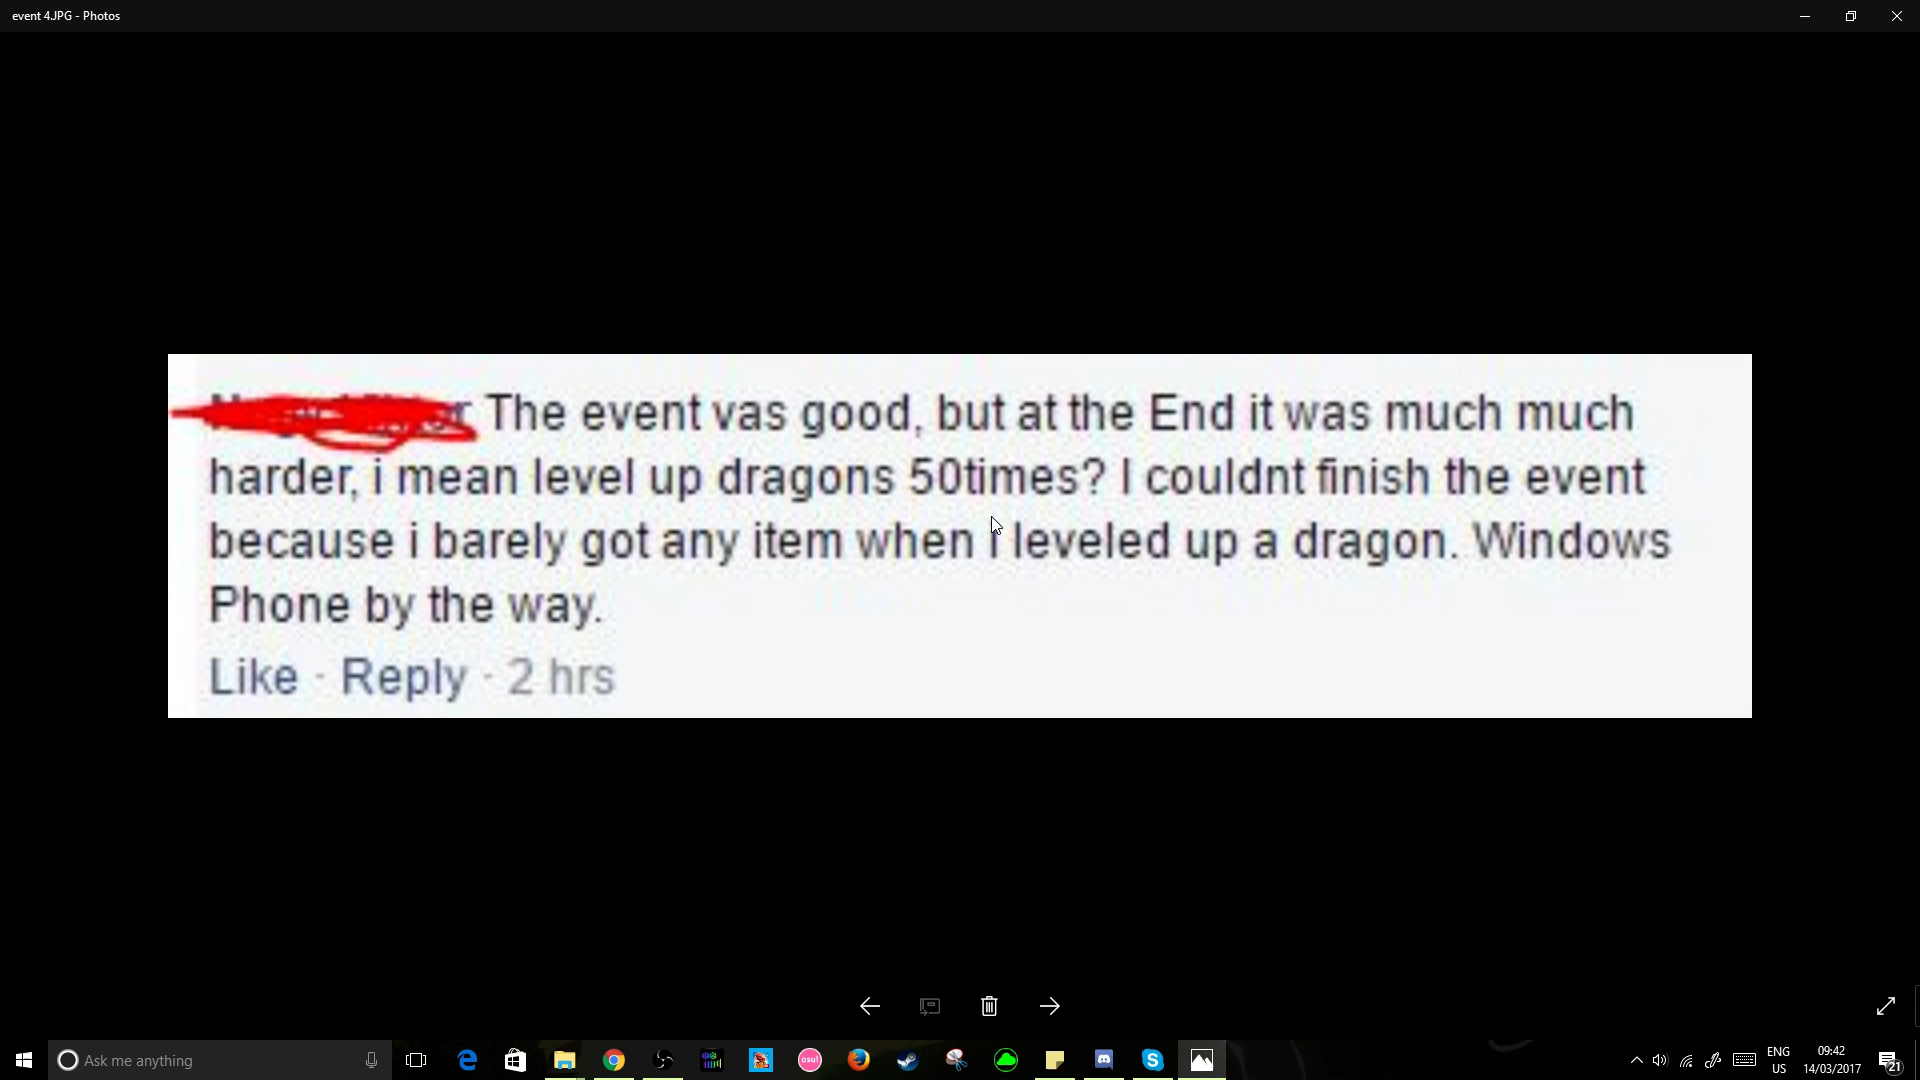 event 4.JPG - Photos
The event vas good, but at the End it was much much
harder, i mean level up dragons 50times? I couldnt finish the event
because i barely got any item when i leveled up a dragon. Windows
Phone by the way.
Like · Reply · 2 hrs
Ask me anything
osu!
ENG
US
09:42
14/03/2017
21